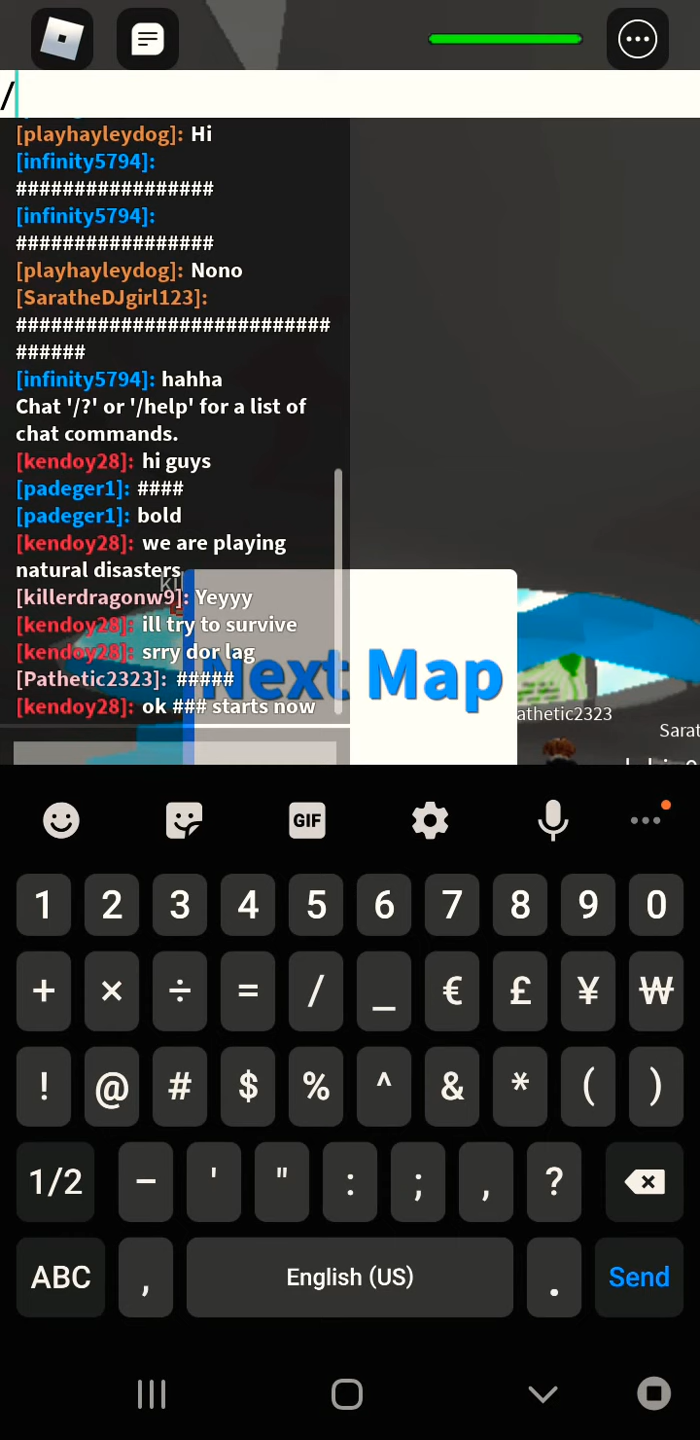 /
[playhayleydog]: Hi
[infinity5794]:
#################
[infinity5794]:
#################
[playhayleydog]: Nono
[SaratheDJgirl123]:
###########################
######
[infinity5794]: hahha
Chat '/?' or '/help' for a list of
chat commands.
[kendoy28]: hi guys
[padeger1]: ####
[padeger1]: bold
[kendoy28]: we are playing
natural disasters
[killerdragonw9]: Yeyyy
[kendoy28]: ill try to survive
[kendoy28]: srry dor lag
[Pathetic2323]: #####
[kendoy28]: ok ### starts now
Next Map
athetic2323
Sarat
GIF
1 2 3 4 5 6 7 8 9 0
+ × ÷ = / _ € £ ¥ ₩
! @ # $ % ^ & * ( )
1/2 - ' " : ; , ?
ABC , English (US) . Send